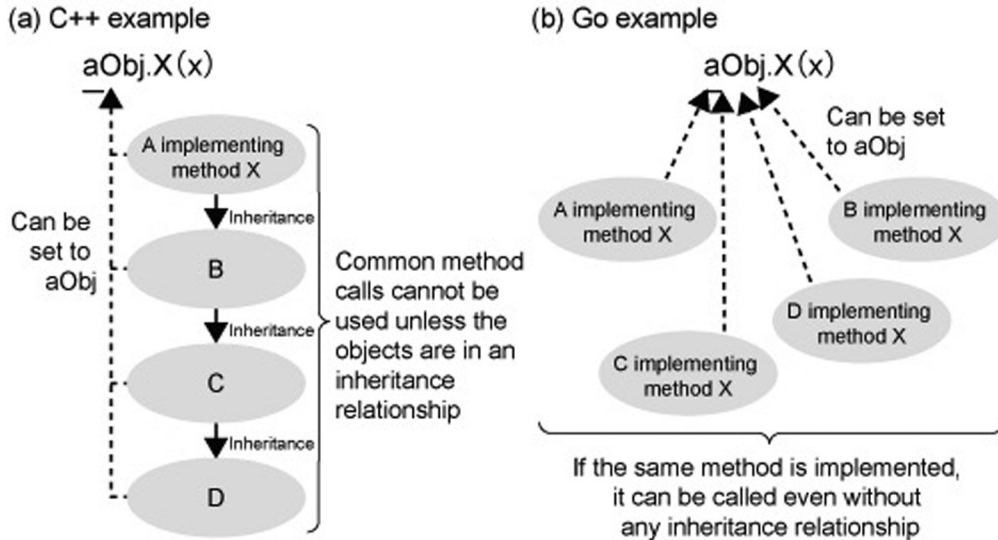 (a) C++ example
aObj.X(x)
A implementing
method X
Inheritance
Can be
set to
aObj
B
Inheritance
C
Inheritance
D
Common method
calls cannot be
used unless the
objects are in an
inheritance
relationship
(b) Go example
aObj.X(x)
Can be set
to aObj
A implementing
method X
B implementing
method X
D implementing
method X
C implementing
method X
If the same method is implemented,
it can be called even without
any inheritance relationship